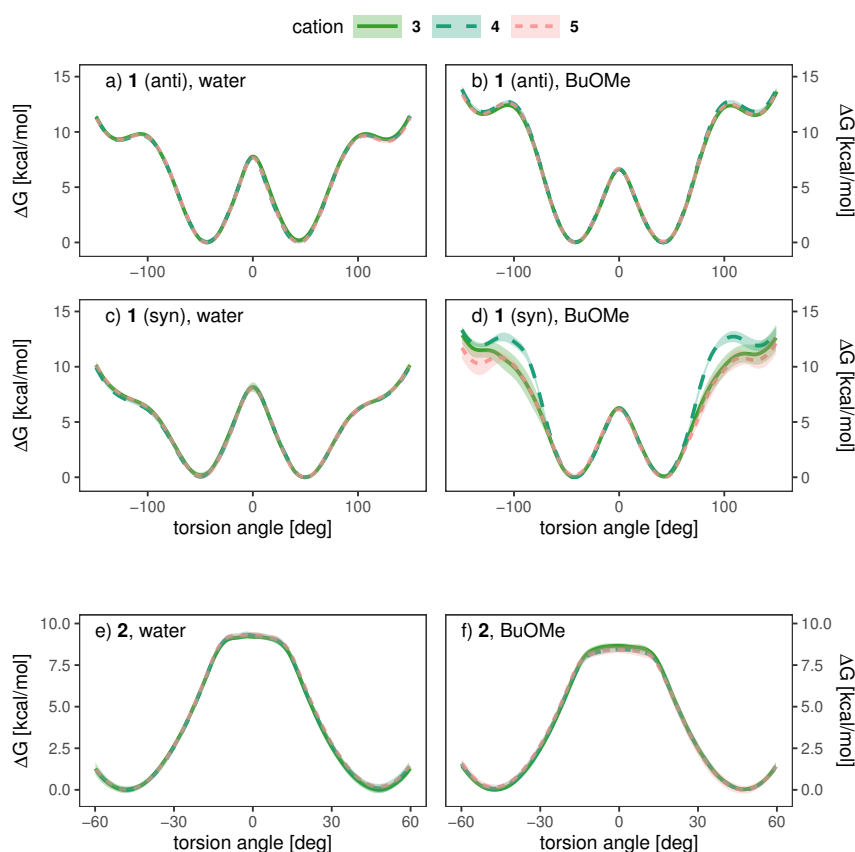 cation 3 4 5
a) 1 (anti), water
b) 1 (anti), BuOMe
15
10
5
0
ΔG [kcal/mol]
−100 0 100
−100 0 100
15
10
5
0
ΔG [kcal/mol]
c) 1 (syn), water
d) 1 (syn), BuOMe
15
10
5
0
ΔG [kcal/mol]
−100 0 100
torsion angle [deg]
−100 0 100
torsion angle [deg]
15
10
5
0
ΔG [kcal/mol]
e) 2, water
f) 2, BuOMe
10.0
7.5
5.0
2.5
0.0
ΔG [kcal/mol]
−60 −30 0 30 60
torsion angle [deg]
−60 −30 0 30 60
torsion angle [deg]
10.0
7.5
5.0
2.5
0.0
ΔG [kcal/mol]